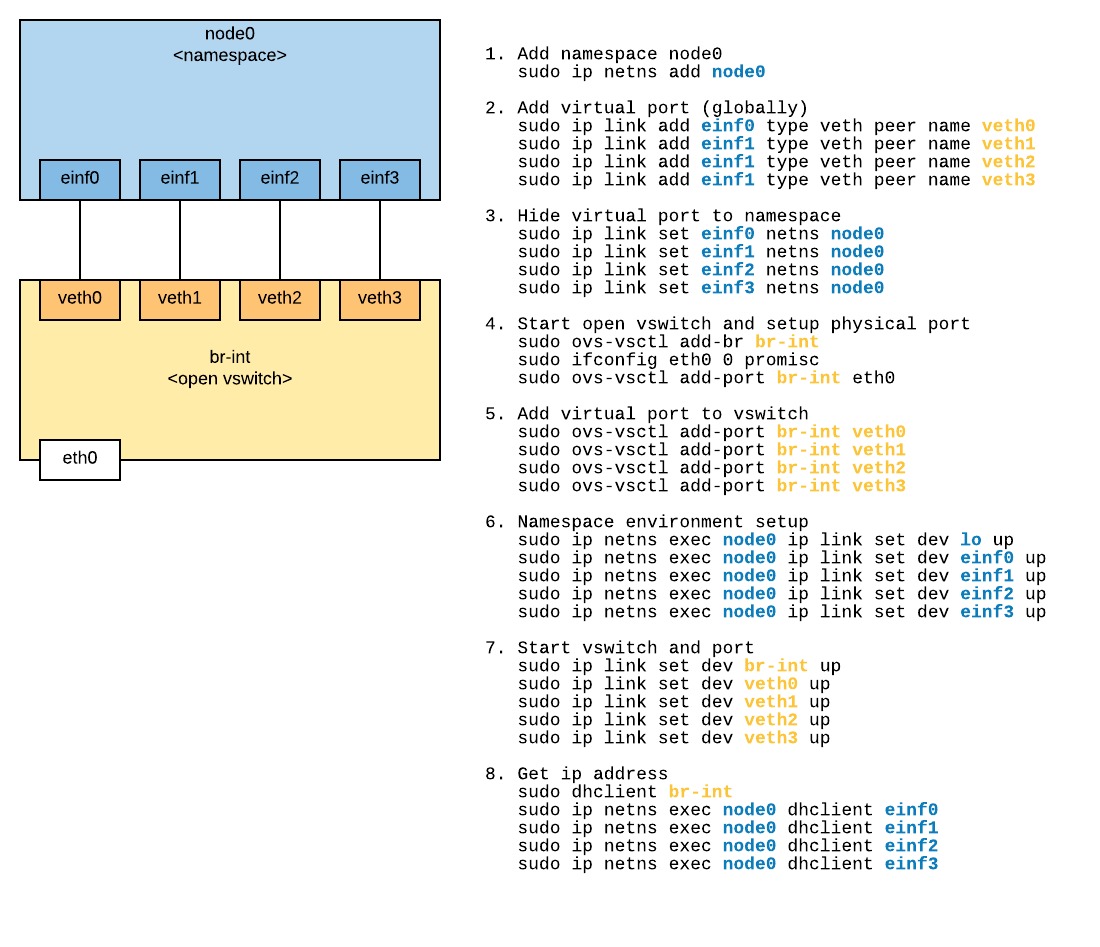 node0
<namespace>
einf0
einf1
einf2
einf3
veth0
veth1
veth2
veth3
br-int
<open vswitch>
eth0
1. Add namespace node0
sudo ip netns add node0
2. Add virtual port (globally)
sudo ip link add einf0 type veth peer name veth0
sudo ip link add einf1 type veth peer name veth1
sudo ip link add einf1 type veth peer name veth2
sudo ip link add einf1 type veth peer name veth3
3. Hide virtual port to namespace
sudo ip link set einf0 netns node0
sudo ip link set einf1 netns node0
sudo ip link set einf2 netns node0
sudo ip link set einf3 netns node0
4. Start open vswitch and setup physical port
sudo ovs-vsctl add-br br-int
sudo ifconfig eth0 0 promisc
sudo ovs-vsctl add-port br-int eth0
5. Add virtual port to vswitch
sudo ovs-vsctl add-port br-int veth0
sudo ovs-vsctl add-port br-int veth1
sudo ovs-vsctl add-port br-int veth2
sudo ovs-vsctl add-port br-int veth3
6. Namespace environment setup
sudo ip netns exec node0 ip link set dev lo up
sudo ip netns exec node0 ip link set dev einf0 up
sudo ip netns exec node0 ip link set dev einf1 up
sudo ip netns exec node0 ip link set dev einf2 up
sudo ip netns exec node0 ip link set dev einf3 up
7. Start vswitch and port
sudo ip link set dev br-int up
sudo ip link set dev veth0 up
sudo ip link set dev veth1 up
sudo ip link set dev veth2 up
sudo ip link set dev veth3 up
8. Get ip address
sudo dhclient br-int
sudo ip netns exec node0 dhclient einf0
sudo ip netns exec node0 dhclient einf1
sudo ip netns exec node0 dhclient einf2
sudo ip netns exec node0 dhclient einf3